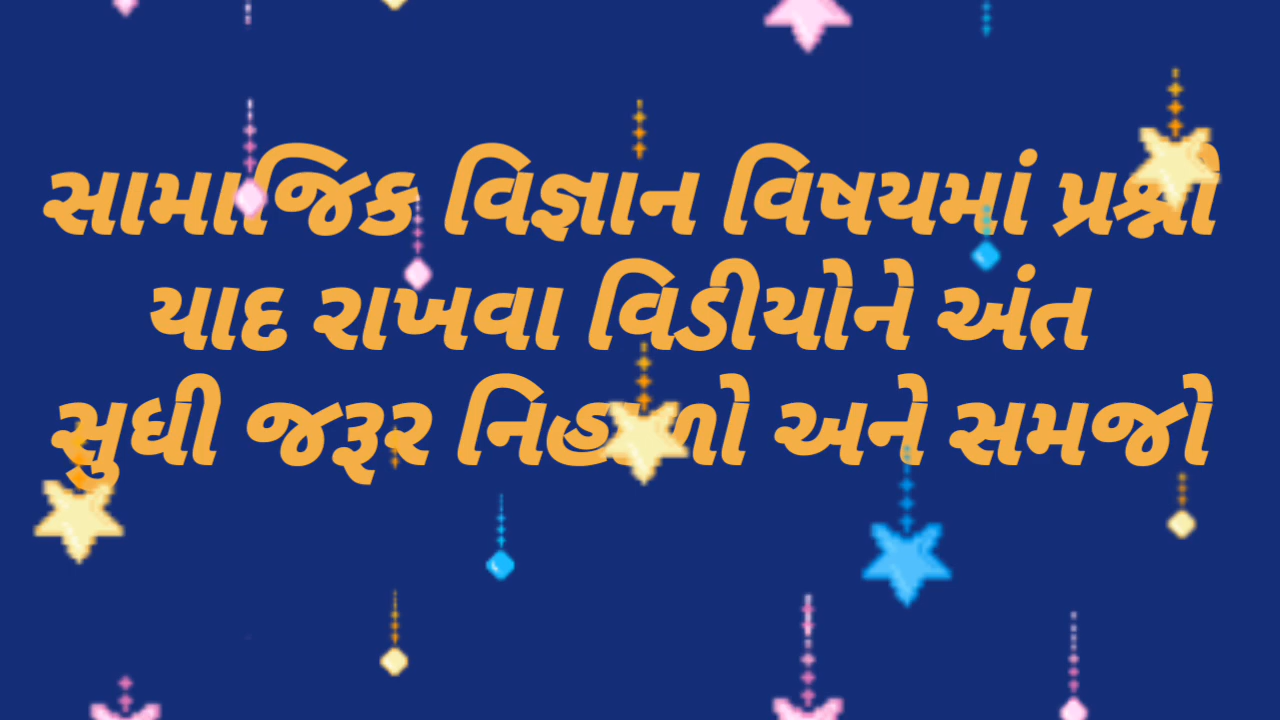 સામાજિક વિજ્ઞાન વિષયમાં પ્રશ્નો
યાદ રાખવા વિડીયોને અંત
સુધી જરૂર નિહાળો અને સમજો